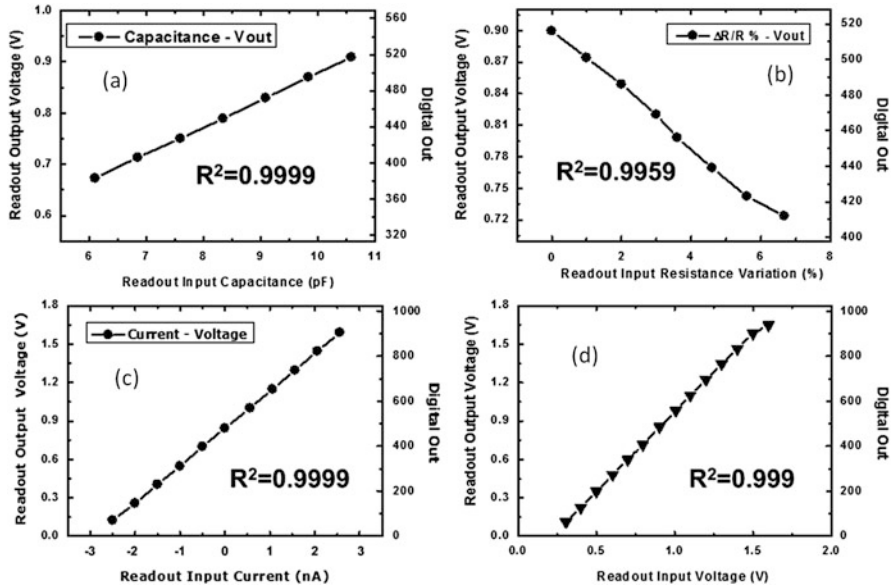 Readout Output Voltage (V)
1.0
0.9
0.8
0.7
0.6
Capacitance - Vout
(a)
R²=0.9999
560
520
480
440
400
360
320
Digital Out
6 7 8 9 10 11
Readout Input Capacitance (pF)
Readout Output Voltage (V)
0.90
0.87
0.84
0.81
0.78
0.75
0.72
ΔR/R % - Vout
(b)
R²=0.9959
520
500
480
460
440
420
400
Digital Out
0 2 4 6 8
Readout Input Resistance Variation (%)
Readout Output Voltage (V)
1.8
1.5
1.2
0.9
0.6
0.3
0.0
Current - Voltage
(c)
R²=0.9999
1000
800
600
400
200
0
Digital Out
-3 -2 -1 0 1 2 3
Readout Input Current (nA)
Readout Output Voltage (V)
1.8
1.5
1.2
0.9
0.6
0.3
0.0
(d)
R²=0.999
1000
800
600
400
200
0
Digital Out
0.0 0.5 1.0 1.5 2.0
Readout Input Voltage (V)